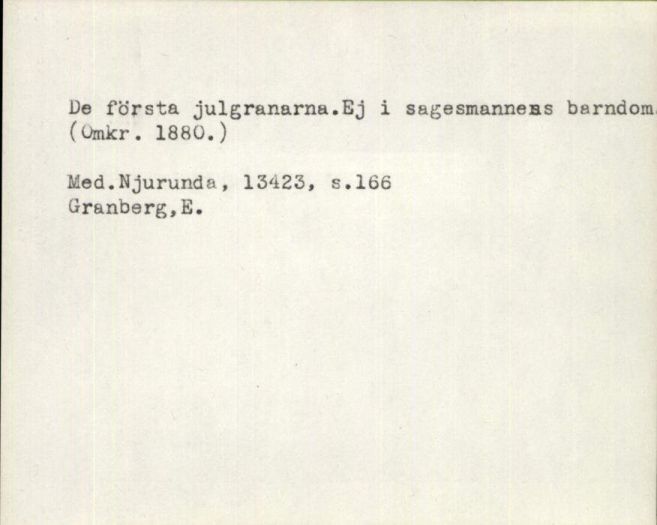 De första julgranarna.Ej i sagesmannens barndom.
(Omkr. 1880.)
Med.Njurunda, 13423, s.166
Granberg,E.